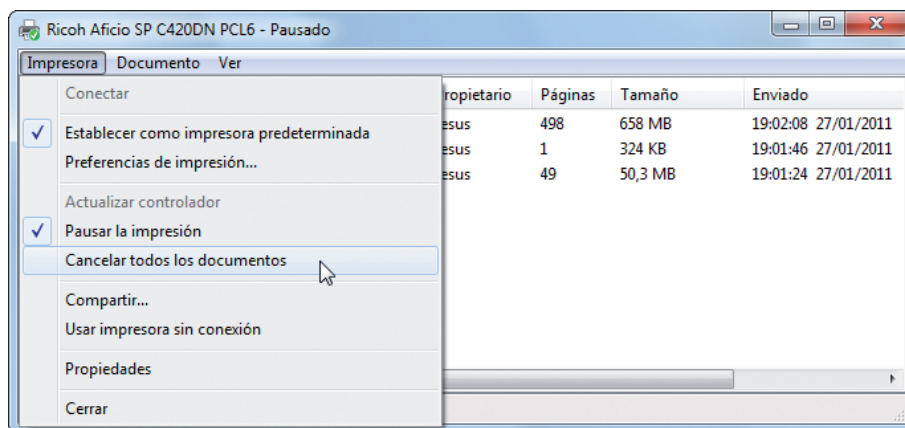 Ricoh Aficio SP C420DN PCL6 - Pausado
Impresora Documento Ver
Conectar
Establecer como impresora predeterminada
Preferencias de impresión...
Actualizar controlador
Pausar la impresión
Cancelar todos los documentos
Compartir...
Usar impresora sin conexión
Propiedades
Cerrar
ropietario Páginas Tamaño Enviado
esus 498 658 MB 19:02:08 27/01/2011
esus 1 324 KB 19:01:46 27/01/2011
esus 49 50,3 MB 19:01:24 27/01/2011